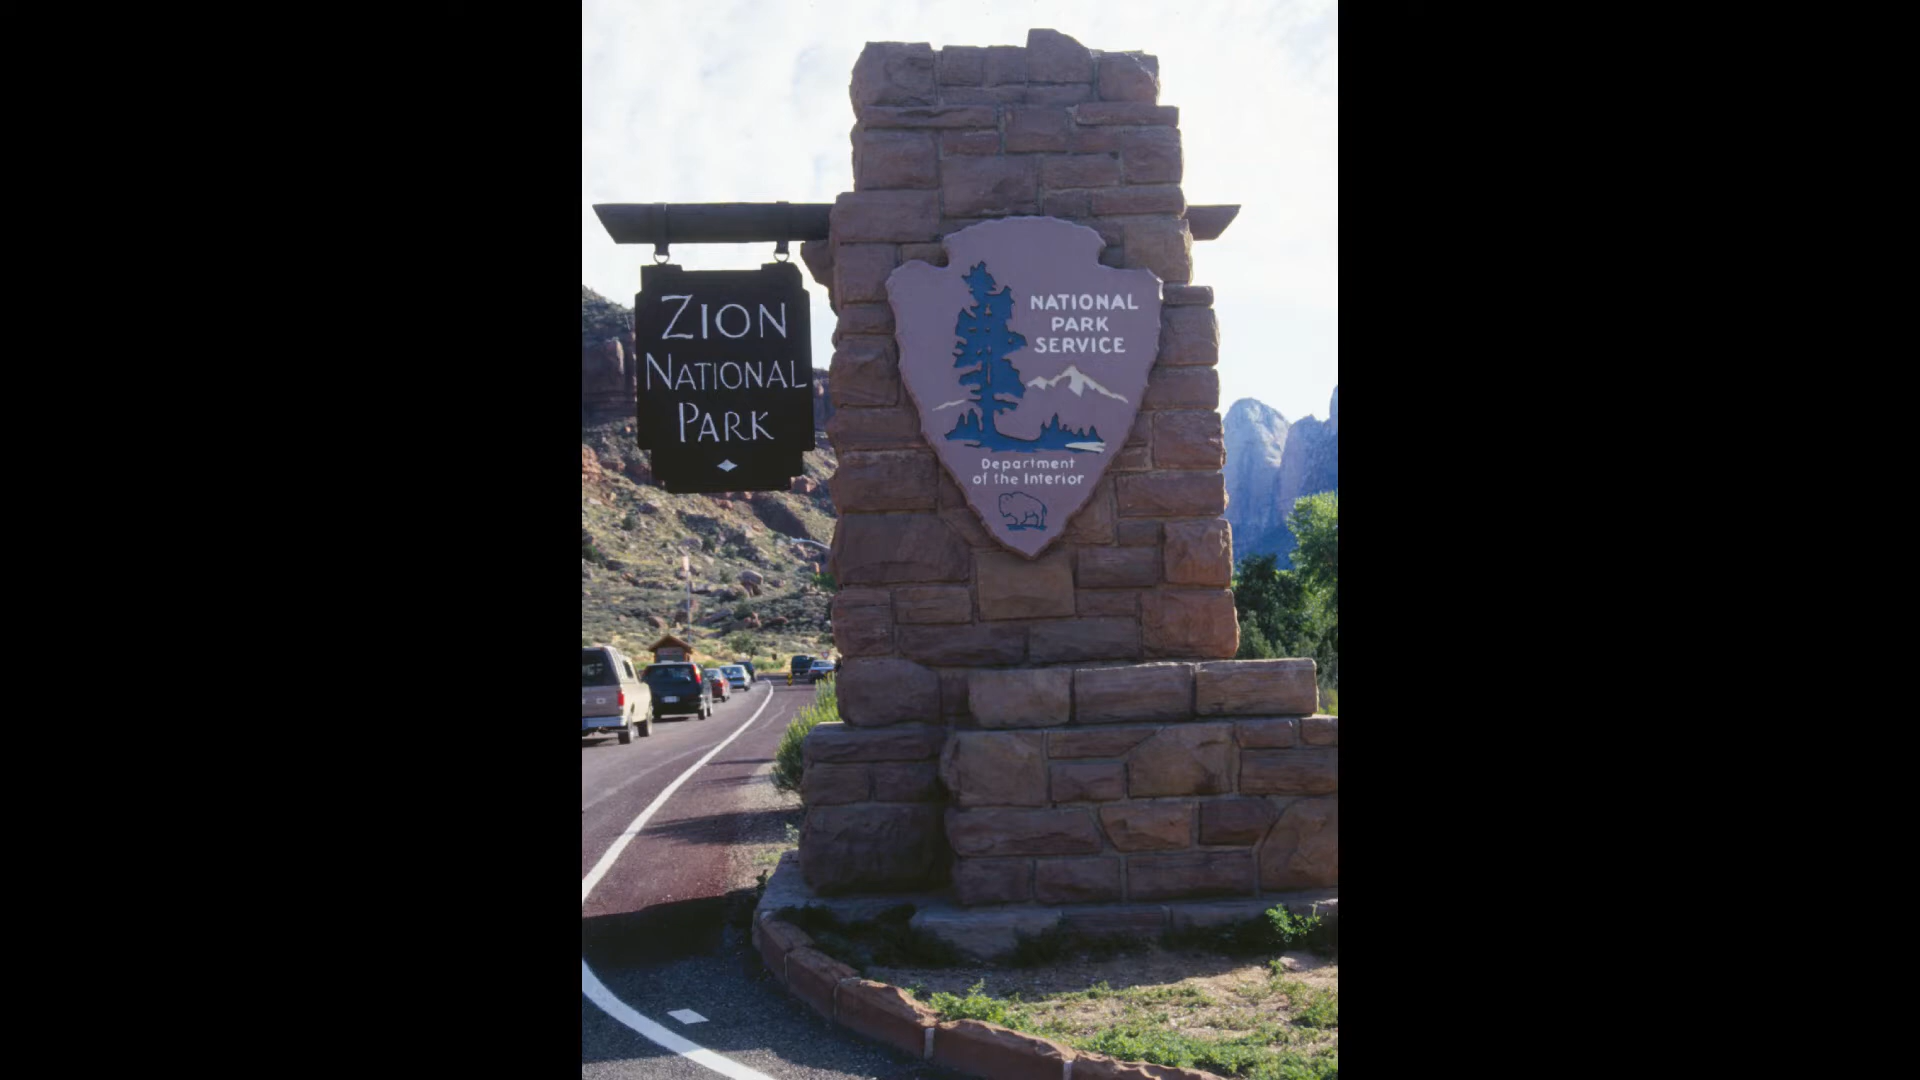 ZION
NATIONAL
PARK
NATIONAL
PARK
SERVICE
Department
of the Interior